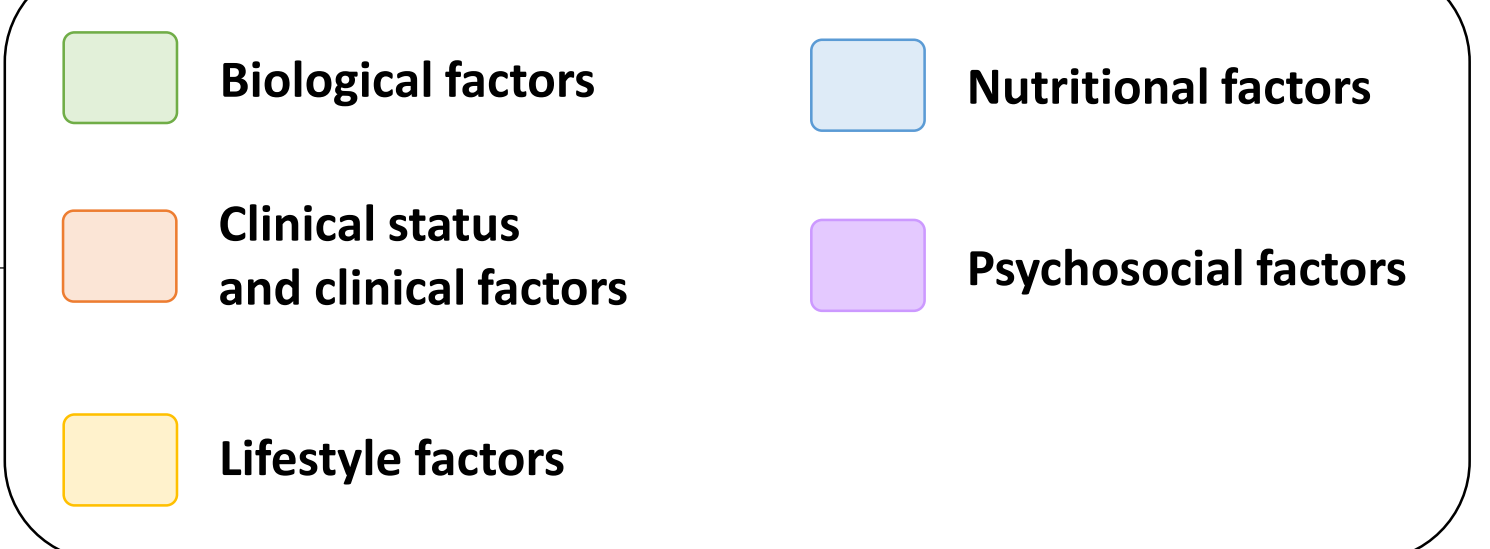 Biological factors
Clinical status
and clinical factors
Lifestyle factors
Nutritional factors
Psychosocial factors